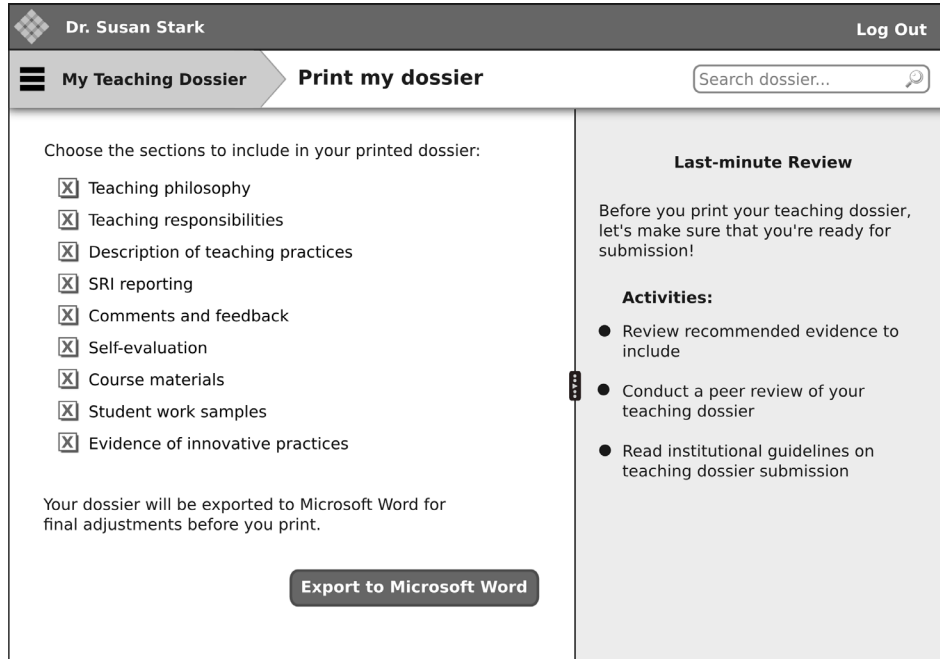 Dr. Susan Stark
Log Out
My Teaching Dossier
Print my dossier
Search dossier...
Choose the sections to include in your printed dossier:
X Teaching philosophy
X Teaching responsibilities
X Description of teaching practices
X SRI reporting
X Comments and feedback
X Self-evaluation
X Course materials
X Student work samples
X Evidence of innovative practices
Your dossier will be exported to Microsoft Word for
final adjustments before you print.
Export to Microsoft Word
Last-minute Review
Before you print your teaching dossier,
let's make sure that you're ready for
submission!
Activities:
● Review recommended evidence to
include
● Conduct a peer review of your
teaching dossier
● Read institutional guidelines on
teaching dossier submission